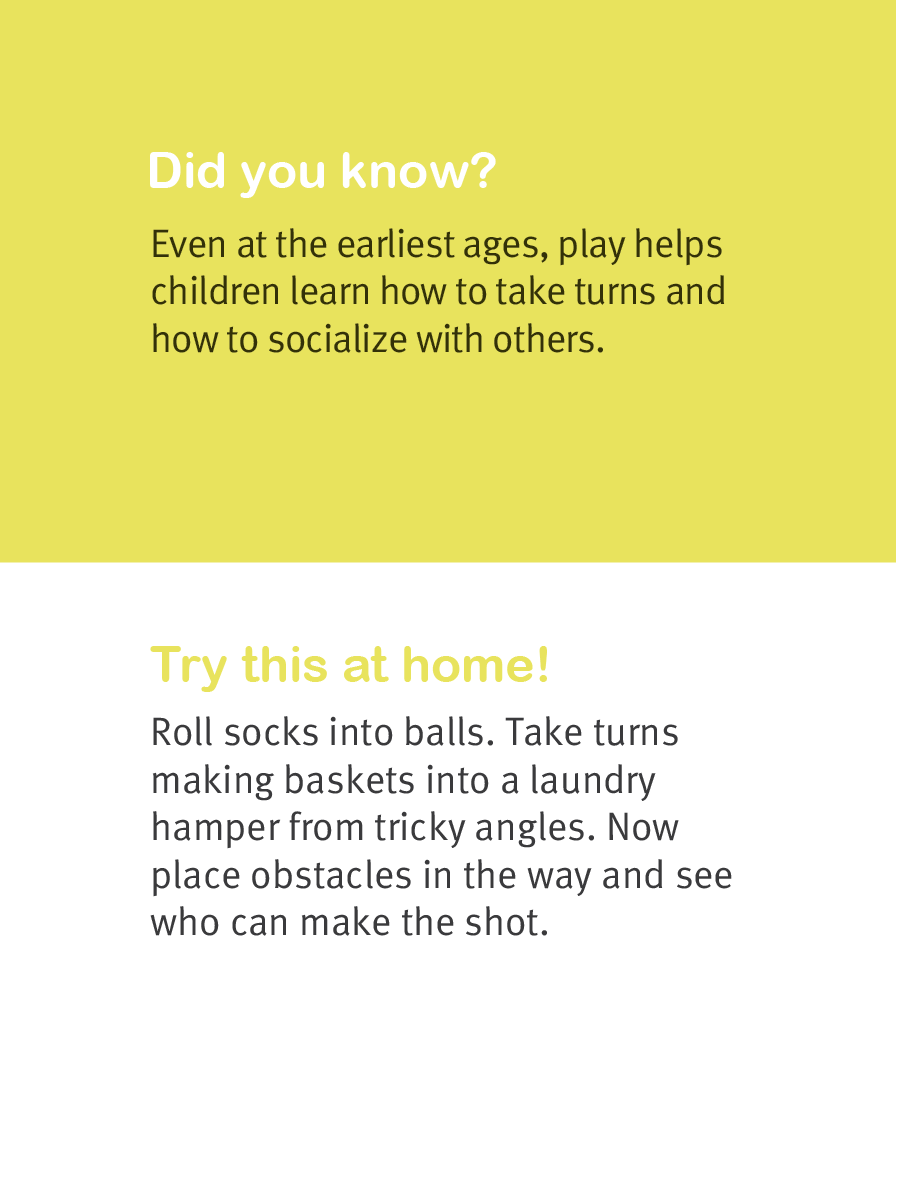 Did you know?
Even at the earliest ages, play helps
children learn how to take turns and
how to socialize with others.
Try this at home!
Roll socks into balls. Take turns
making baskets into a laundry
hamper from tricky angles. Now
place obstacles in the way and see
who can make the shot.